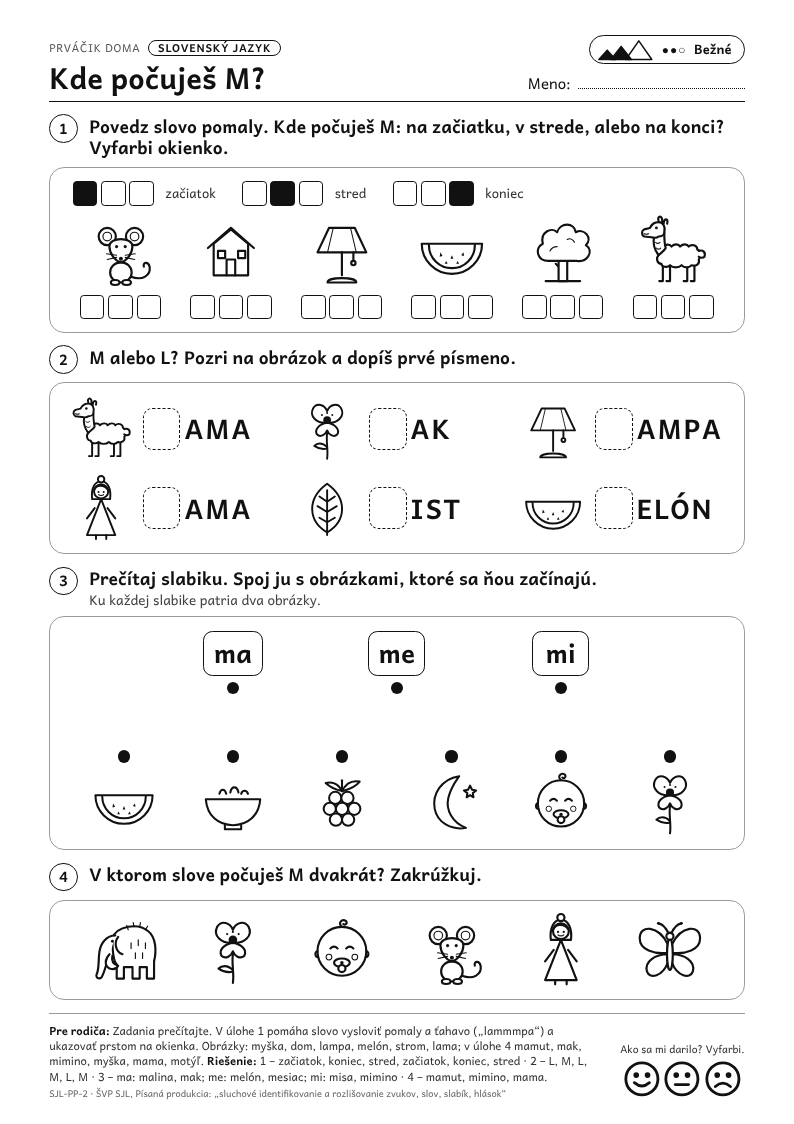 PRVÁČIK DOMA SLOVENSKÝ JAZYK
Bežné
Kde počuješ M?
Meno:
1 Povedz slovo pomaly. Kde počuješ M: na začiatku, v strede, alebo na konci?
Vyfarbi okienko.
začiatok stred koniec
2 M alebo L? Pozri na obrázok a dopíš prvé písmeno.
AMA AK AMPA
AMA IST ELÓN
3 Prečítaj slabiku. Spoj ju s obrázkami, ktoré sa ňou začínajú.
Ku každej slabike patria dva obrázky.
ma me mi
4 V ktorom slove počuješ M dvakrát? Zakrúžkuj.
Pre rodiča: Zadania prečítajte. V úlohe 1 pomáha slovo vysloviť pomaly a ťahavo („lammmpa“) a
ukazovať prstom na okienka. Obrázky: myška, dom, lampa, melón, strom, lama; v úlohe 4 mamut, mak,
mimino, myška, mama, motýľ. Riešenie: 1 – začiatok, koniec, stred, začiatok, koniec, stred · 2 – L, M, L,
M, L, M · 3 – ma: malina, mak; me: melón, mesiac; mi: misa, mimino · 4 – mamut, mimino, mama.
SJL-PP-2 · ŠVP SJL, Písaná produkcia: „sluchové identifikovanie a rozlišovanie zvukov, slov, slabík, hlások“
Ako sa mi darilo? Vyfarbi.